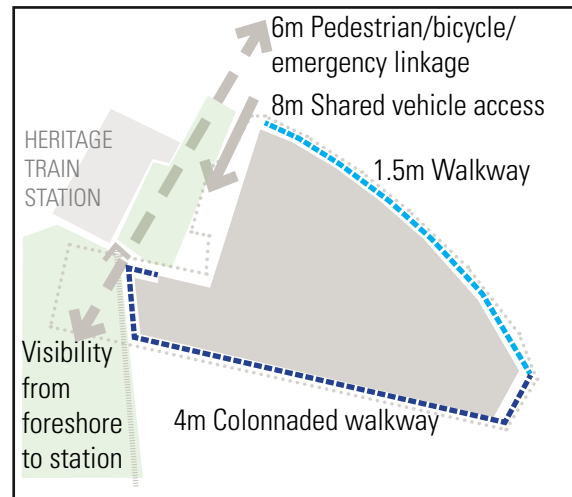 6m Pedestrian/bicycle/
emergency linkage
8m Shared vehicle access
HERITAGE
TRAIN
STATION
1.5m Walkway
Visibility
from
foreshore
to station
4m Colonnaded walkway